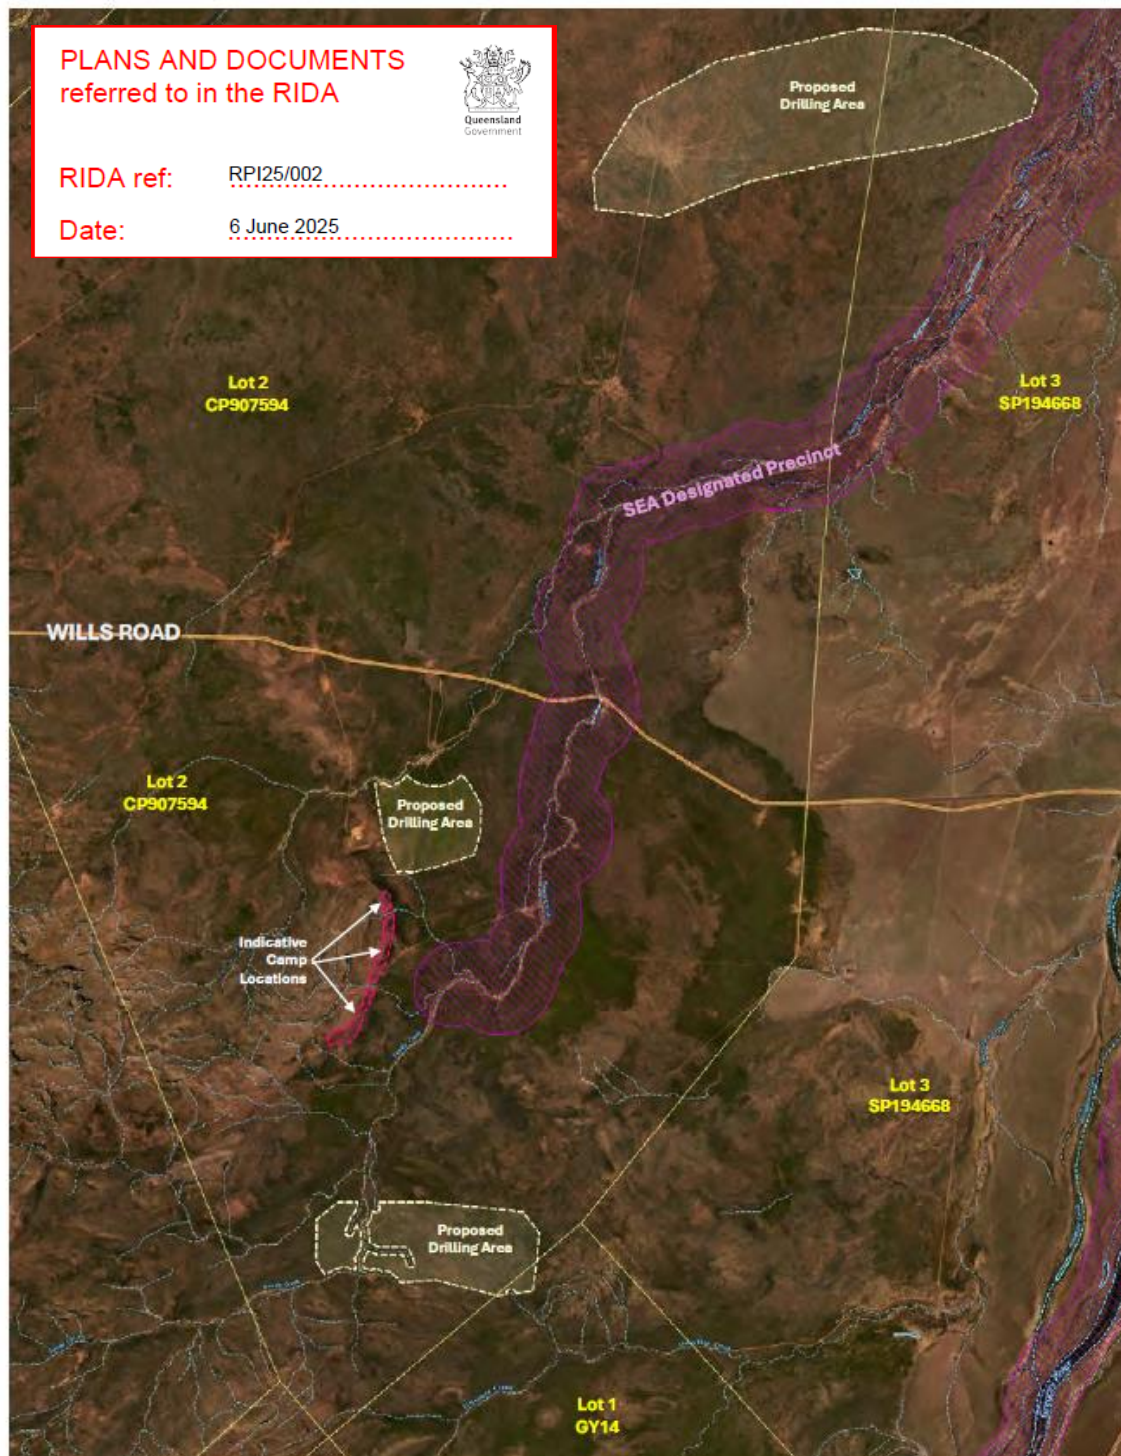 PLANS AND DOCUMENTS
referred to in the RIDA
Queensland
Government
RIDA ref: RPI25/002
Date: 6 June 2025
Proposed
Drilling Area
Lot 2
CP907594
Lot 3
SP194668
SEA Designated Precinct
WILLS ROAD
Lot 2
CP907594
Proposed
Drilling Area
Indicative
Camp
Locations
Lot 3
SP194668
Proposed
Drilling Area
Lot 1
GY14